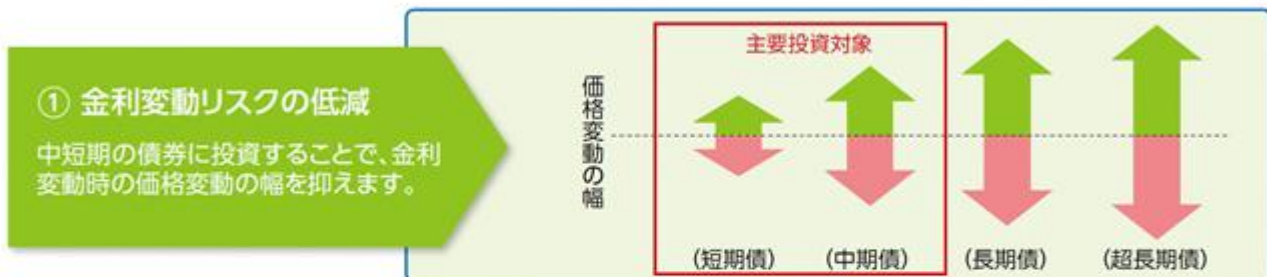 ① 金利変動リスクの低減
中短期の債券に投資することで、金利
変動時の価格変動の幅を抑えます。
価格変動の幅
主要投資対象
(短期債)
(中期債)
(長期債)
(超長期債)